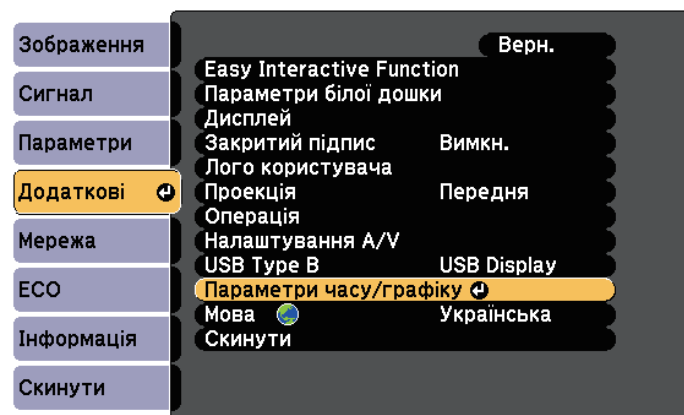 Зображення
Сигнал
Параметри
Додаткові
Мережа
ECO
Інформація
Скинути
Верн.
Easy Interactive Function
Параметри білої дошки
Дисплей
Закритий підпис Вимкн.
Лого користувача
Проекція Передня
Операція
Налаштування A/V
USB Type B USB Display
Параметри часу/графіку
Мова Українська
Скинути